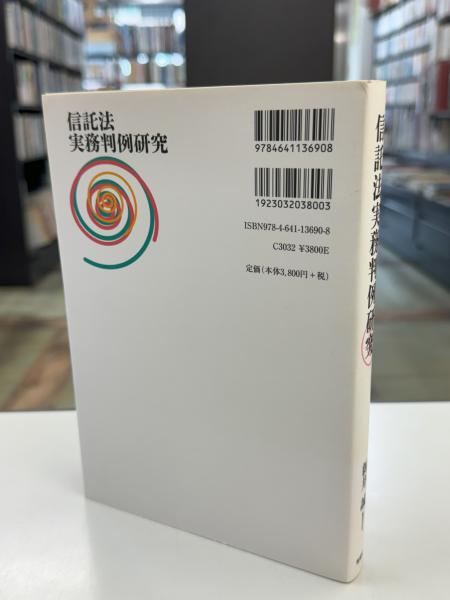 信託法
実務判例研究
9784641136908
1923032038003
ISBN978-4-641-13690-8
C3032 ¥3800E
定価(本体3,800円+税)
信託法実務判例研究